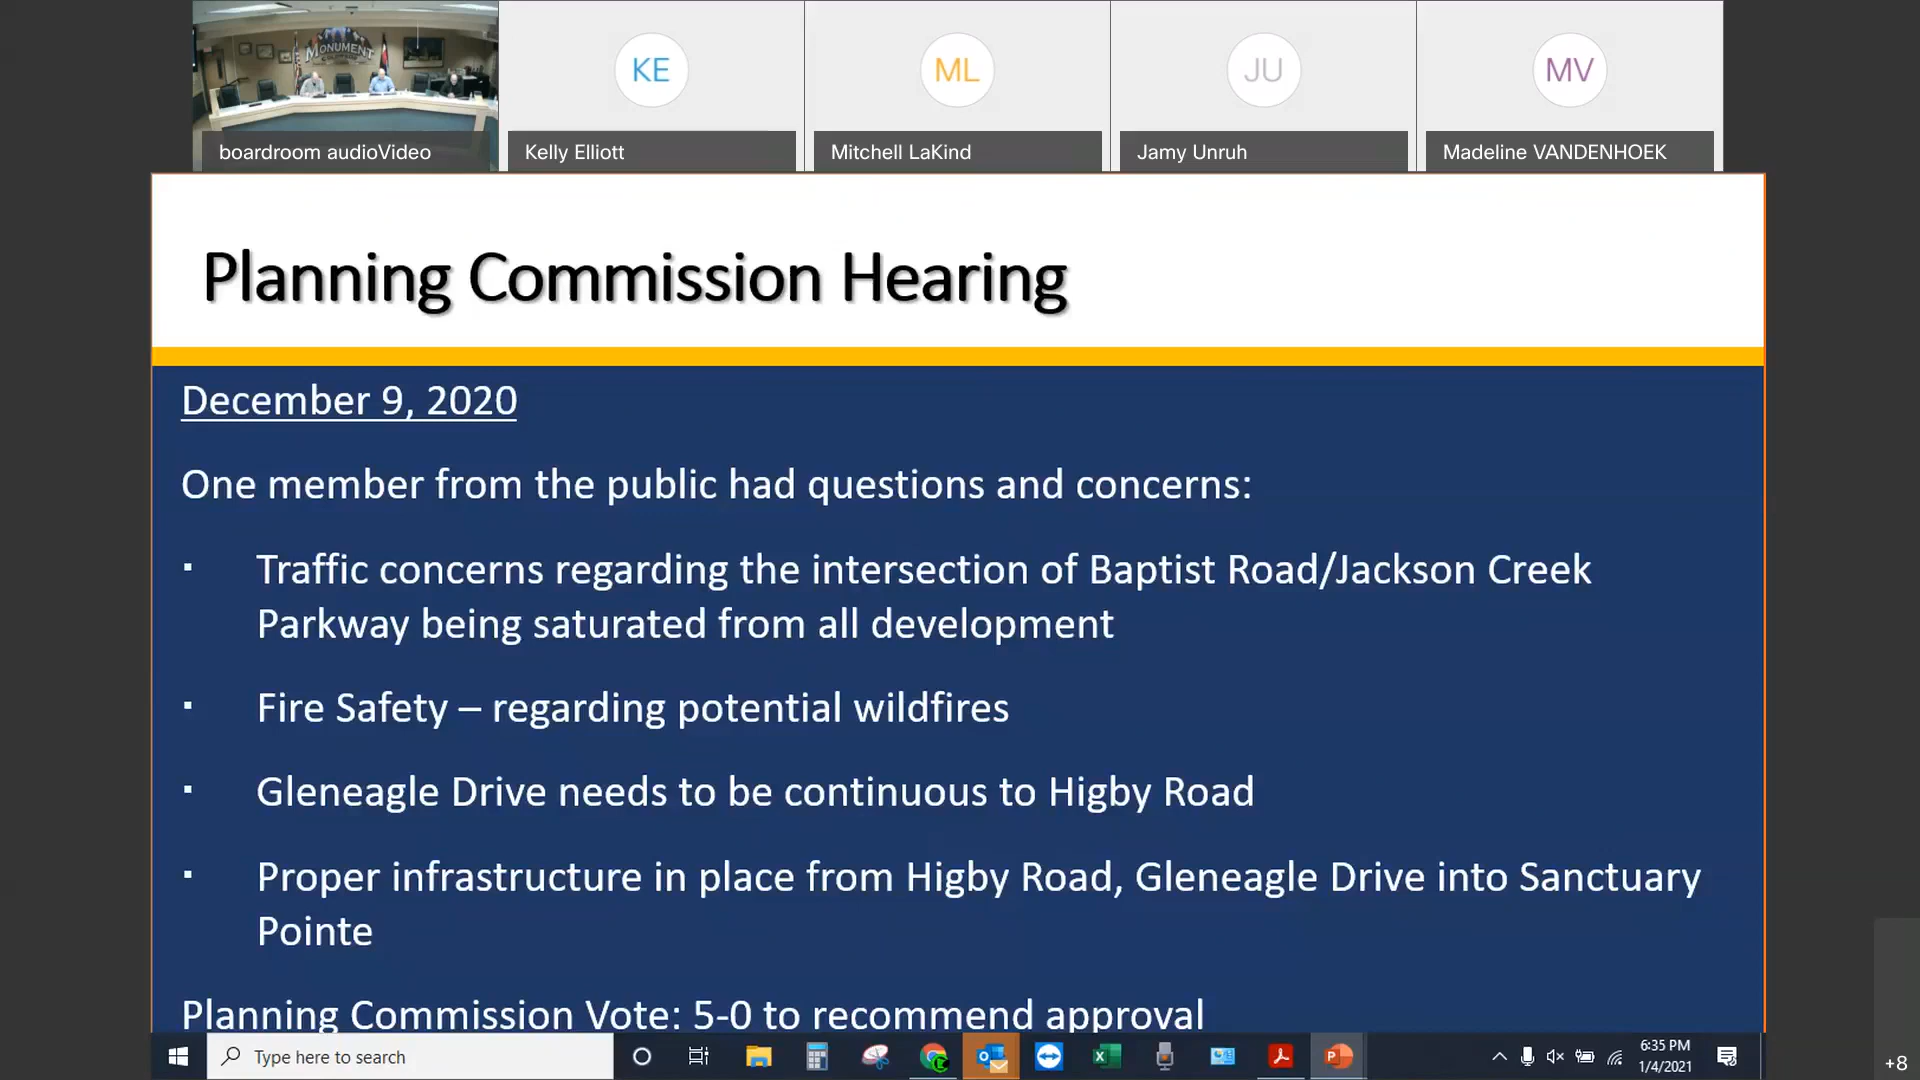 MONUMENT
KE
ML
JU
MV
boardroom audioVideo
Kelly Elliott
Mitchell LaKind
Jamy Unruh
Madeline VANDENHOEK
Planning Commission Hearing
December 9, 2020
One member from the public had questions and concerns:
▪ Traffic concerns regarding the intersection of Baptist Road/Jackson Creek
Parkway being saturated from all development
▪ Fire Safety – regarding potential wildfires
▪ Gleneagle Drive needs to be continuous to Higby Road
▪ Proper infrastructure in place from Higby Road, Gleneagle Drive into Sanctuary
Pointe
Planning Commission Vote: 5-0 to recommend approval
Type here to search
6:35 PM
1/4/2021
+8